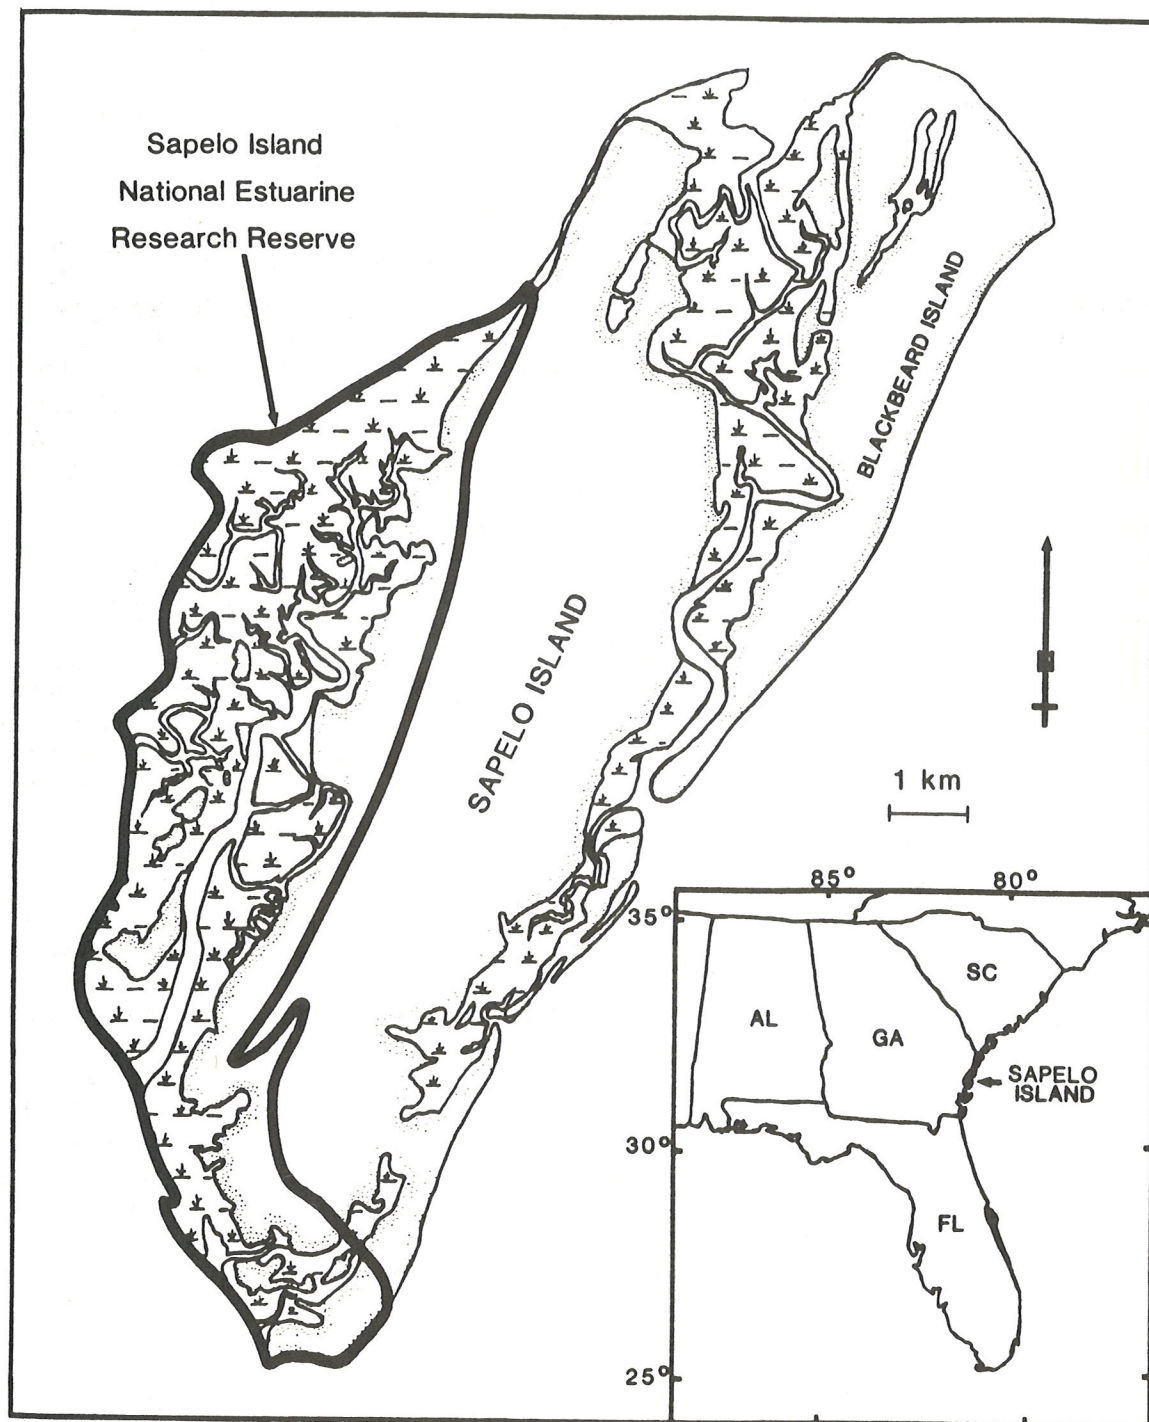 Sapelo Island
National Estuarine
Research Reserve
BLACKBEARD ISLAND
SAPELO ISLAND
1 km
85° 80°
35°
SC
AL
GA
SAPELO
ISLAND
30°
FL
25°